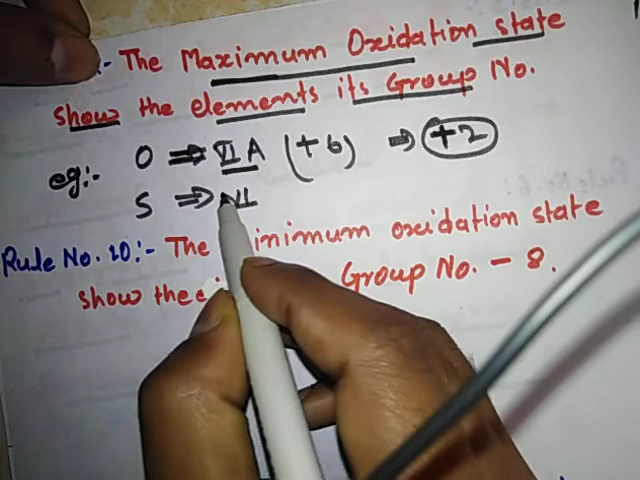 :- The Maximum Oxidation state
show the elements its Group No.
eg:- O ⇒ VI A (+6) ⇒ +2
S ⇒ VI
Rule No. 10:- The inimum oxidation state
show the Group No. - 8.